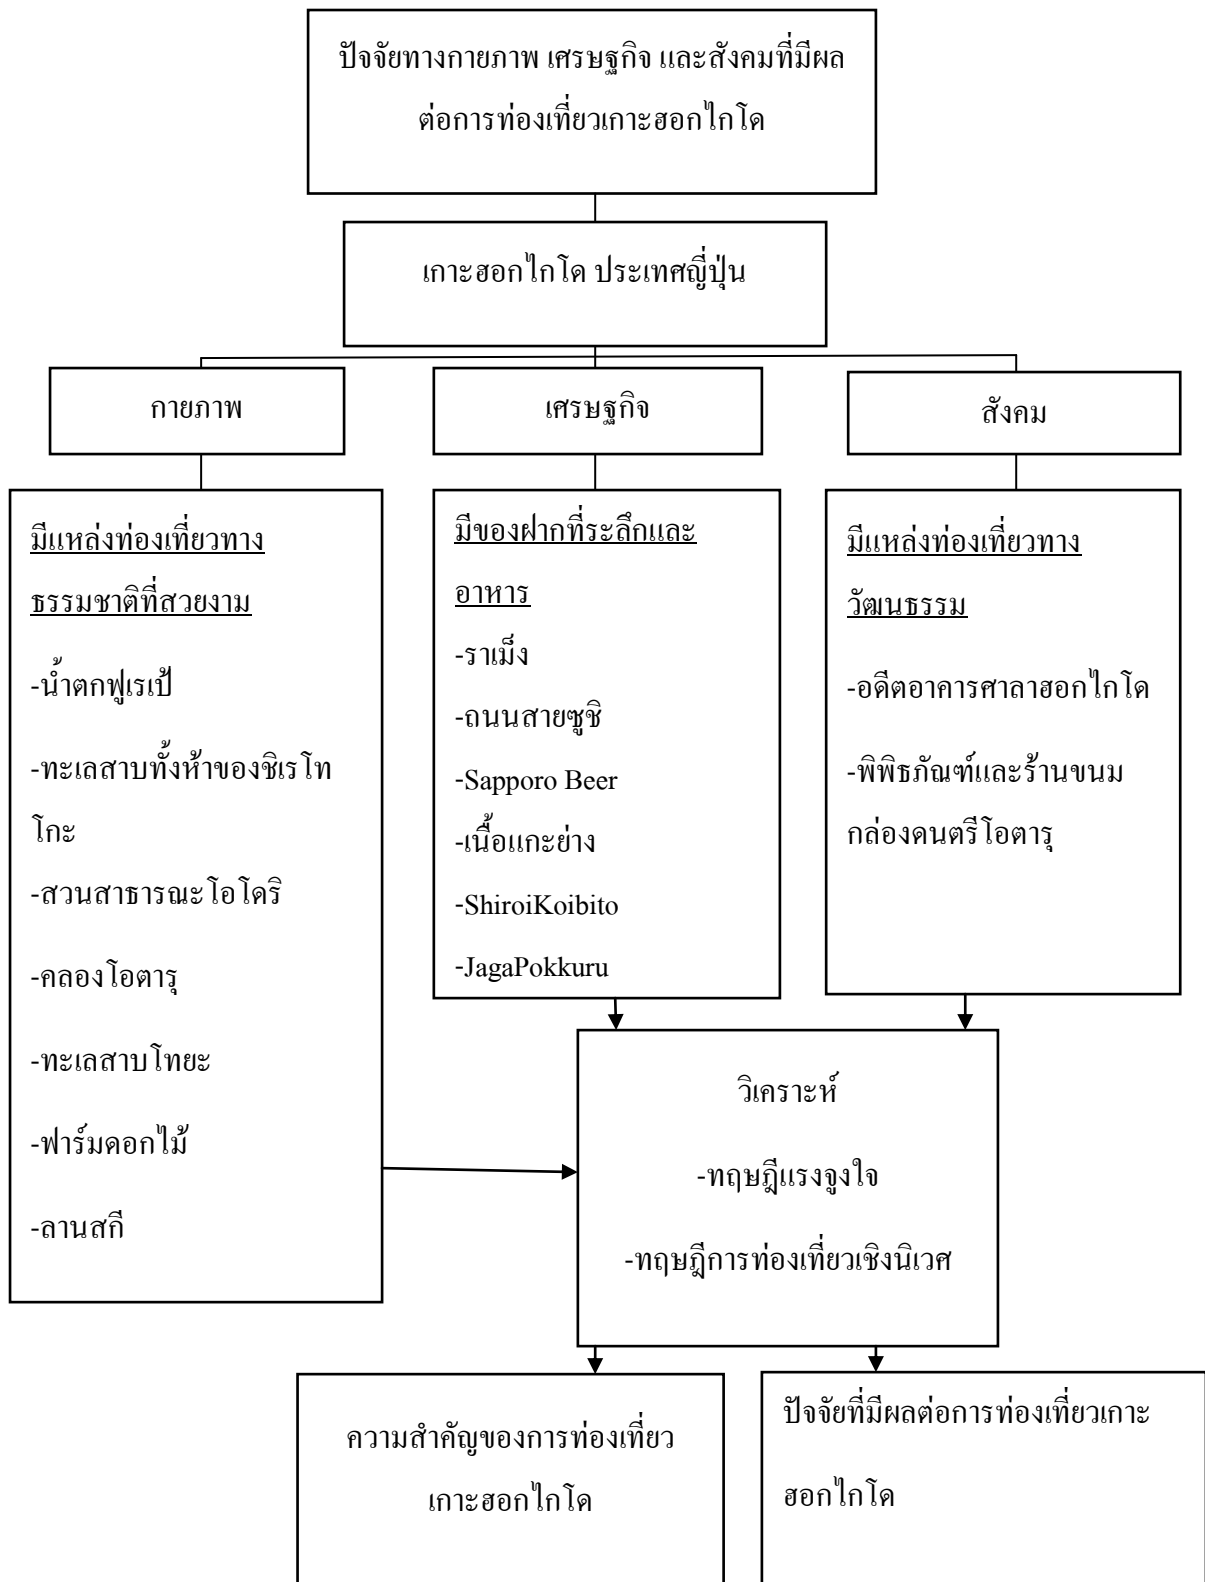 ปัจจัยทางกายภาพ เศรษฐกิจ และสังคมที่มีผล
ต่อการท่องเที่ยวเกาะฮอกไกโด
เกาะฮอกไกโด ประเทศญี่ปุ่น
กายภาพ
เศรษฐกิจ
สังคม
มีแหล่งท่องเที่ยวทาง
ธรรมชาติที่สวยงาม
-น้ำตกฟูเรเป้
-ทะเลสาบทั้งห้าของชิเรโท
โกะ
-สวนสาธารณะโอโดริ
-คลองโอตารุ
-ทะเลสาบโทยะ
-ฟาร์มดอกไม้
-ลานสกี
มีของฝากที่ระลึกและ
อาหาร
-ราเม็ง
-ถนนสายซูชิ
-Sapporo Beer
-เนื้อแกะย่าง
-ShiroiKoibito
-JagaPokkuru
มีแหล่งท่องเที่ยวทาง
วัฒนธรรม
-อดีตอาคารศาลาฮอกไกโด
-พิพิธภัณฑ์และร้านขนม
กล่องดนตรีโอตารุ
วิเคราะห์
-ทฤษฎีแรงจูงใจ
-ทฤษฎีการท่องเที่ยวเชิงนิเวศ
ความสำคัญของการท่องเที่ยว
เกาะฮอกไกโด
ปัจจัยที่มีผลต่อการท่องเที่ยวเกาะ
ฮอกไกโด